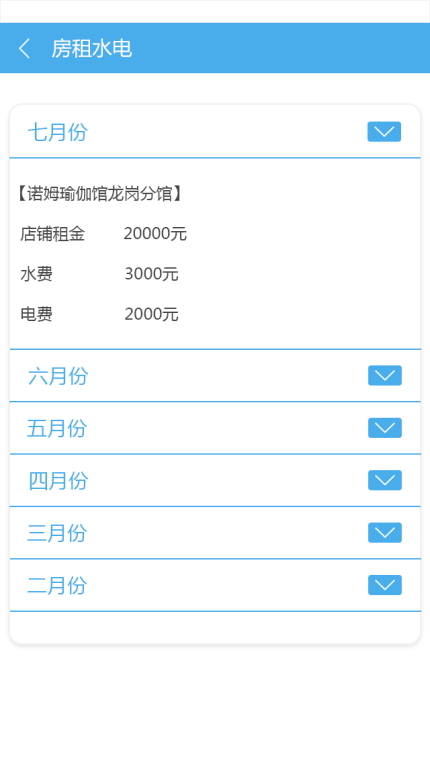 房租水电
七月份
【诺姆瑜伽馆龙岗分馆】
店铺租金 20000元
水费 3000元
电费 2000元
六月份
五月份
四月份
三月份
二月份